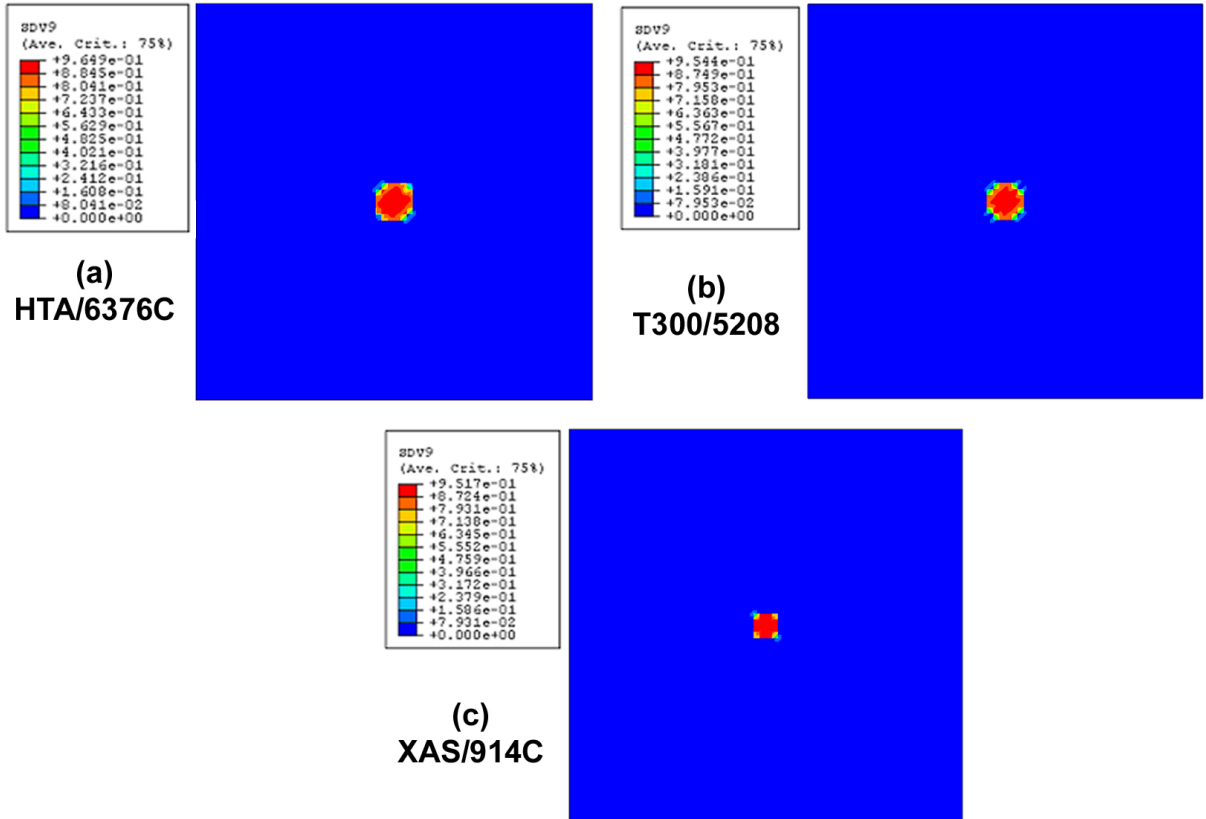 SDV9
(Ave. Crit.: 75%)
+9.649e-01
+8.845e-01
+8.041e-01
+7.237e-01
+6.433e-01
+5.629e-01
+4.825e-01
+4.021e-01
+3.216e-01
+2.412e-01
+1.608e-01
+8.041e-02
+0.000e+00
(a)
HTA/6376C
SDV9
(Ave. Crit.: 75%)
+9.544e-01
+8.749e-01
+7.953e-01
+7.158e-01
+6.363e-01
+5.567e-01
+4.772e-01
+3.977e-01
+3.181e-01
+2.386e-01
+1.591e-01
+7.953e-02
+0.000e+00
(b)
T300/5208
SDV9
(Ave. Crit.: 75%)
+9.517e-01
+8.724e-01
+7.931e-01
+7.138e-01
+6.345e-01
+5.552e-01
+4.759e-01
+3.966e-01
+3.172e-01
+2.379e-01
+1.586e-01
+7.931e-02
+0.000e+00
(c)
XAS/914C